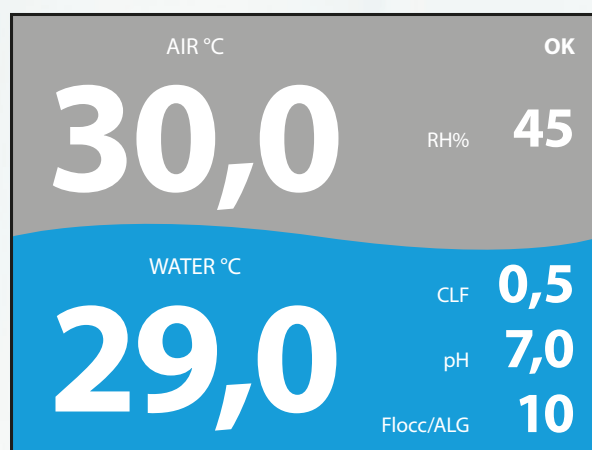 AIR °C
OK
30,0
RH% 45
WATER °C
29,0
CLF 0,5
pH 7,0
Flocc/ALG 10